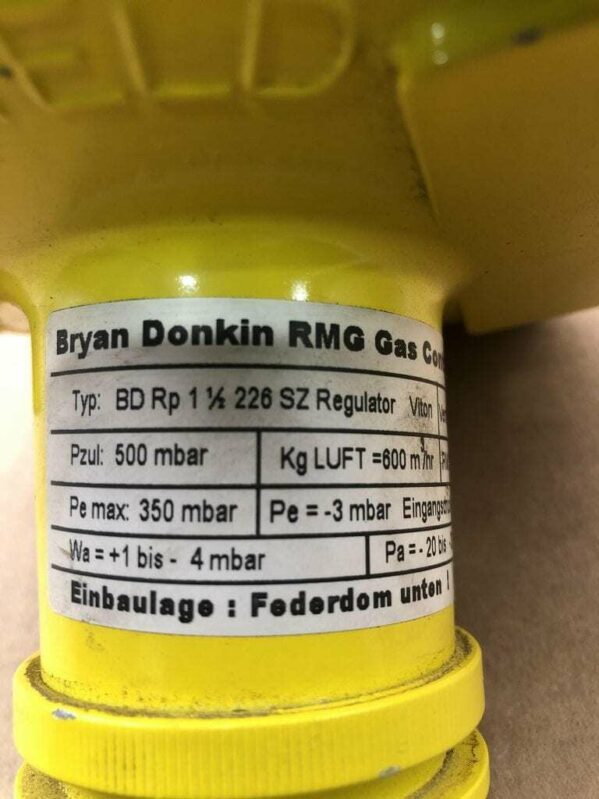 ELD
Bryan Donkin RMG Gas Con
Typ: BD Rp 1 ½ 226 SZ Regulator Viton
Pzul: 500 mbar Kg LUFT =600 m³/hr
Pe max: 350 mbar Pe = -3 mbar Eingangsdru
Wa = +1 bis - 4 mbar Pa = - 20 bis -
Einbaulage : Federdom unten !